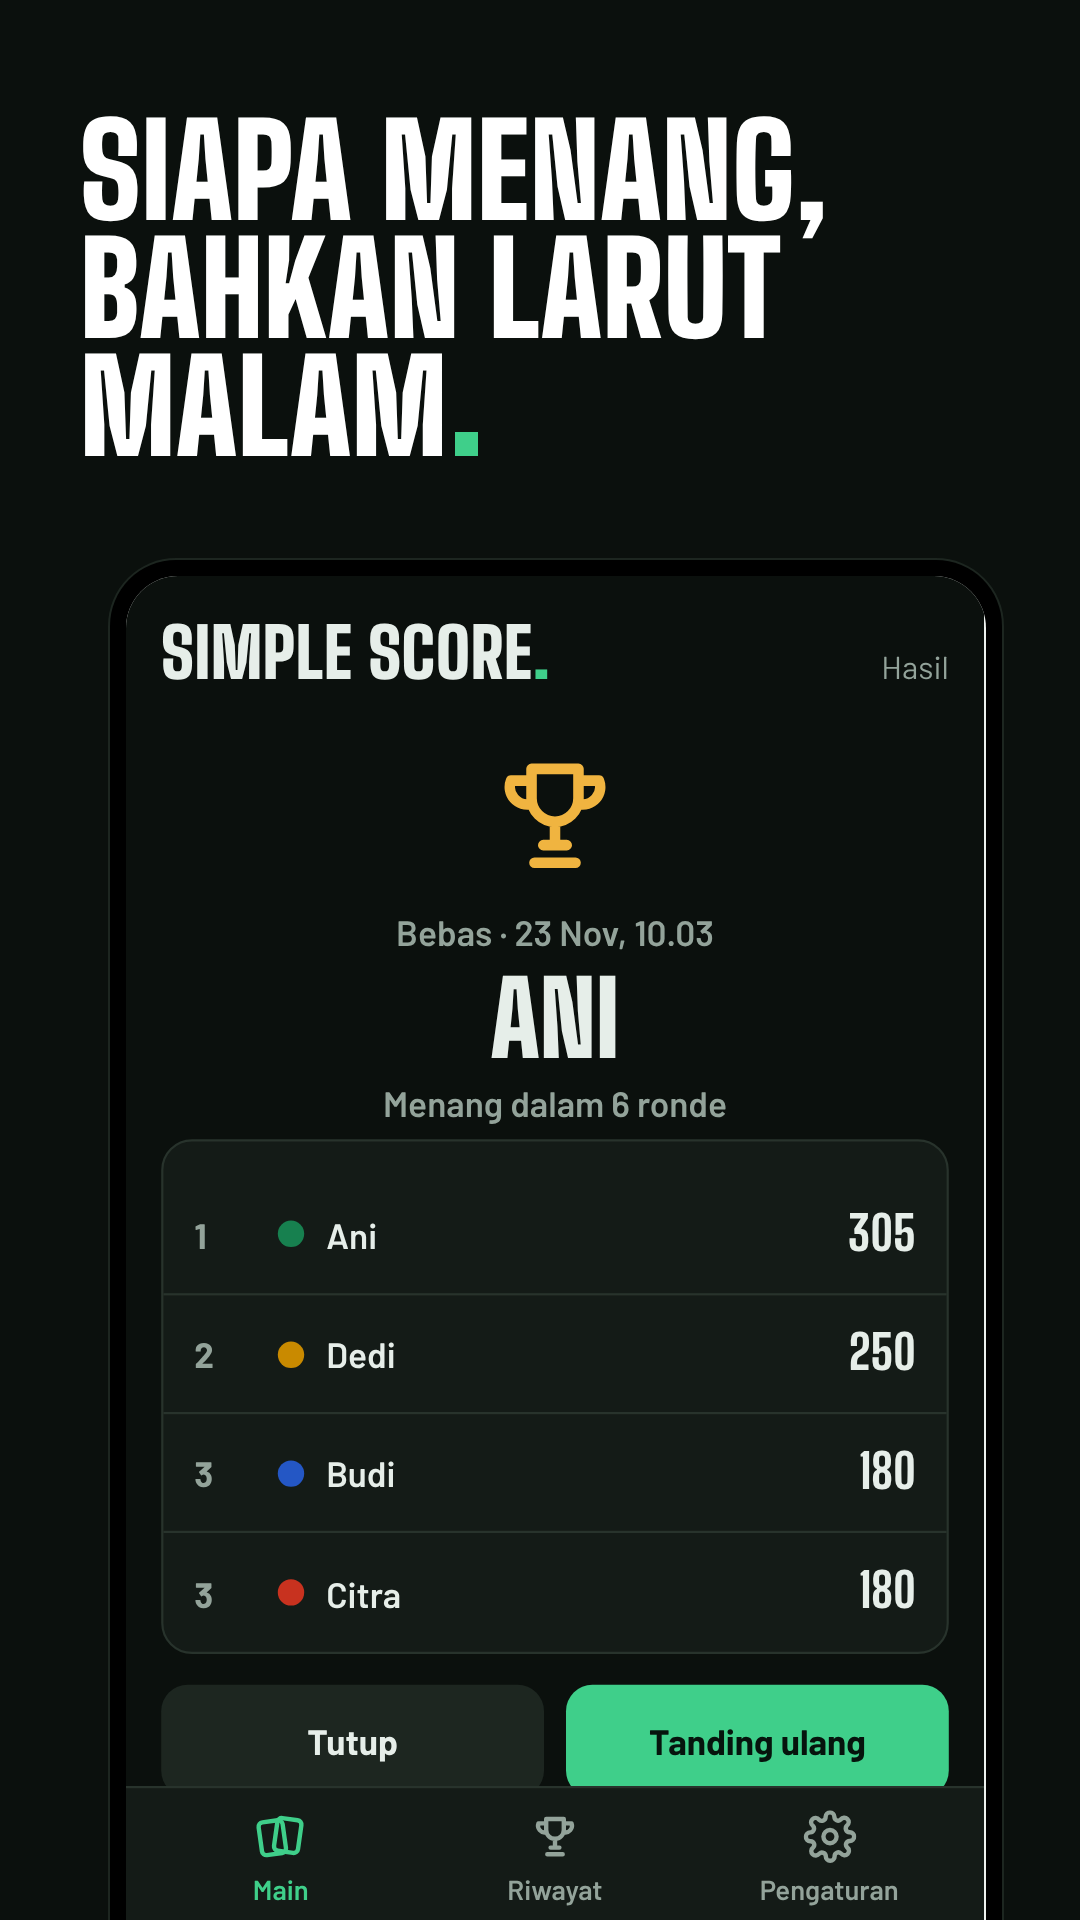 SIAPA MENANG,
BAHKAN LARUT
MALAM.
SIMPLE SCORE.
Hasil
Bebas · 23 Nov, 10.03
ANI
Menang dalam 6 ronde
1 Ani 305
2 Dedi 250
3 Budi 180
3 Citra 180
Tutup Tanding ulang
Main Riwayat Pengaturan